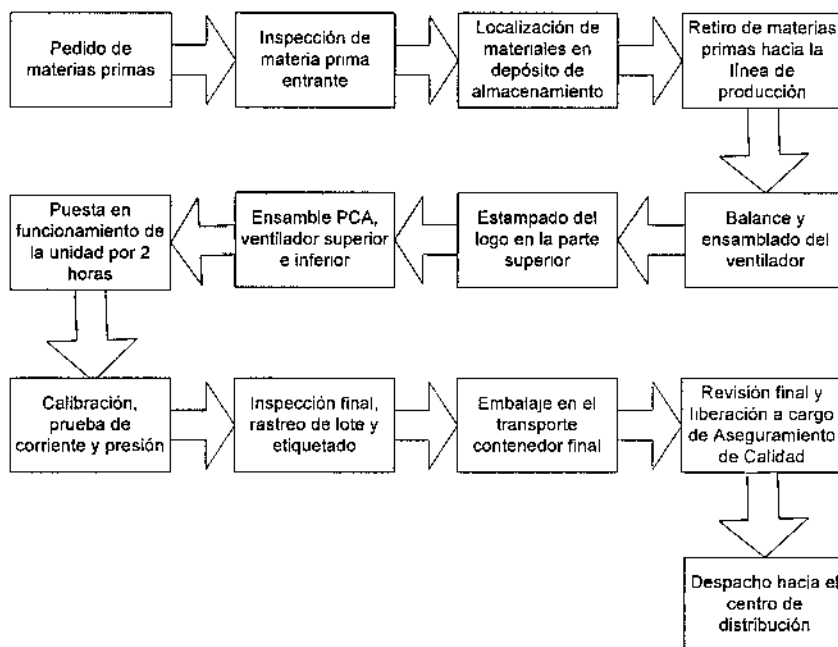 Pedido de
materias primas
Inspección de
materia prima
entrante
Localización de
materiales en
depósito de
almacenamiento
Retiro de materias
primas hacia la
línea de
producción
Balance y
ensamblado del
ventilador
Estampado del
logo en la parte
superior
Ensamble PCA,
ventilador superior
e inferior
Puesta en
funcionamiento de
la unidad por 2
horas
Calibración,
prueba de
corriente y presión
Inspección final,
rastreo de lote y
etiquetado
Embalaje en el
transporte
contenedor final
Revisión final y
liberación a cargo
de Aseguramiento
de Calidad
Despacho hacia el
centro de
distribución